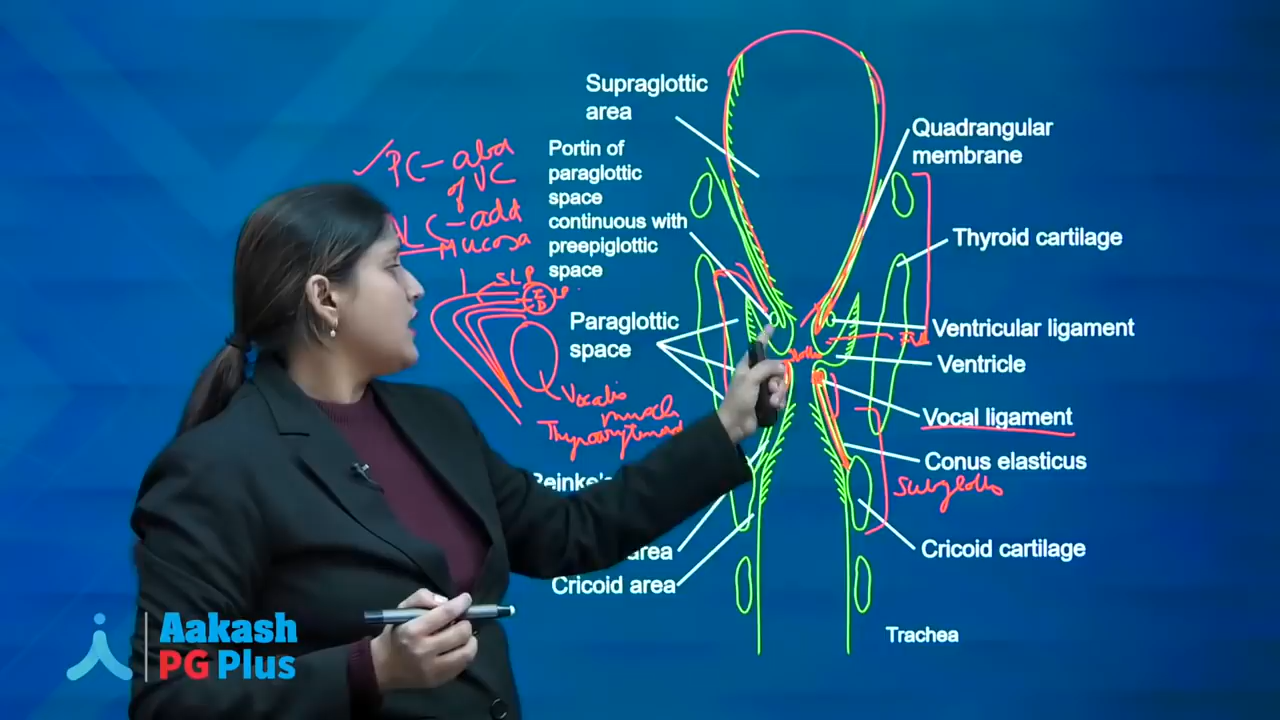 Supraglottic
area
Quadrangular
membrane
PC - abd
of VC
Portin of
paraglottic
space
continuous with
preepiglottic
space
C - add
Mucosa
SLP
Thyroid cartilage
Paraglottic
space
Ventricular ligament
Ventricle
Vocalis
muscle
Thyroarytenoid
Vocal ligament
Conus elasticus
Subglottis
Reinke's
area
Cricoid area
Cricoid cartilage
Trachea
Aakash
PG Plus